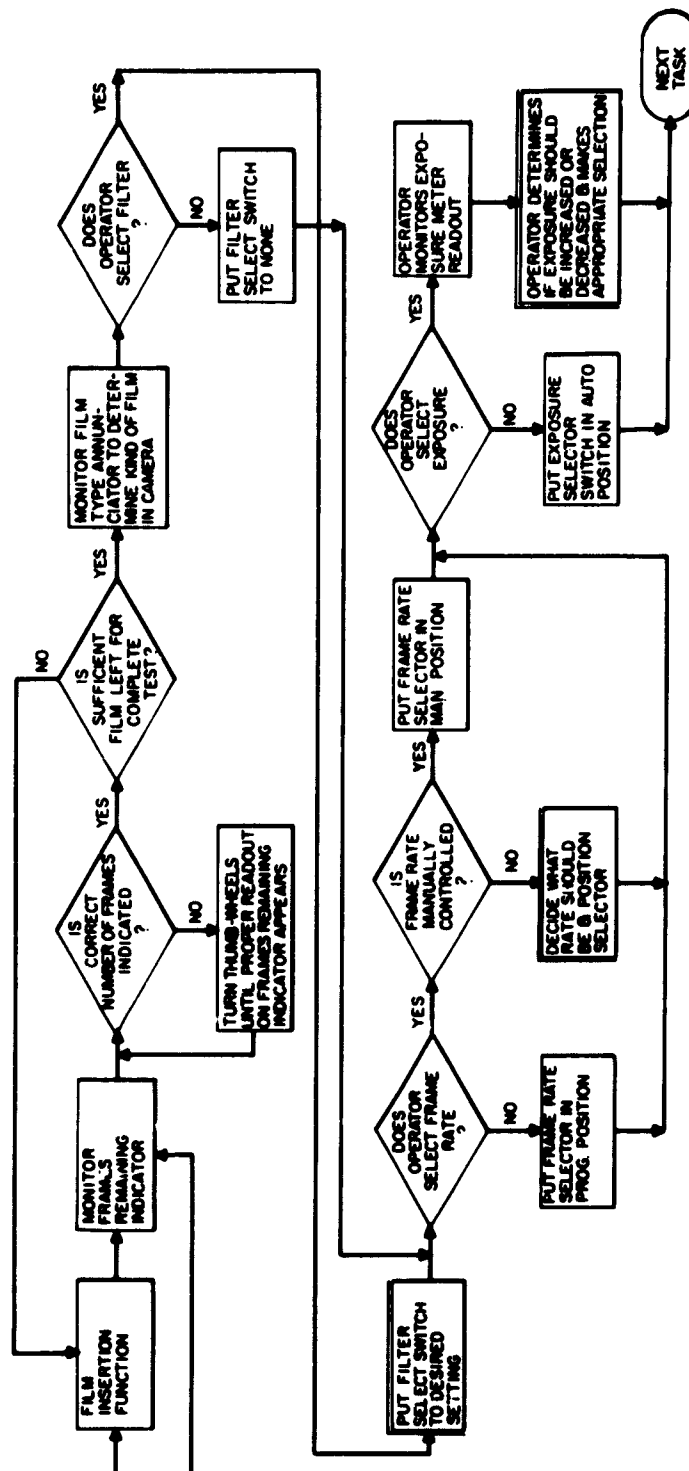 FILM
INSERTION
FUNCTION
MONITOR
FRAMES
REMAINING
INDICATOR
IS
CORRECT
NUMBER OF FRAMES
INDICATED
?
YES
NO
TURN THUMB-WHEELS
UNTIL PROPER READOUT
ON FRAMES REMAINING
INDICATOR APPEARS
IS
SUFFICIENT
FILM LEFT FOR
COMPLETE
TEST?
NO
YES
MONITOR FILM
TYPE ANNUN-
CIATOR TO DETER-
MINE KIND OF FILM
IN CAMERA
DOES
OPERATOR
SELECT FILTER
?
YES
NO
PUT FILTER
SELECT SWITCH
TO NONE
PUT FILTER
SELECT SWITCH
TO DESIRED
SETTING
DOES
OPERATOR
SELECT FRAME
RATE
?
YES
NO
PUT FRAME RATE
SELECTOR IN
PROG. POSITION
IS
FRAME RATE
MANUALLY
CONTROLLED
?
YES
NO
DECIDE WHAT
RATE SHOULD
BE & POSITION
SELECTOR
PUT FRAME RATE
SELECTOR IN
MAN POSITION
DOES
OPERATOR
SELECT
EXPOSURE
?
YES
NO
PUT EXPOSURE
SELECTOR
SWITCH IN AUTO
POSITION
OPERATOR
MONITORS EXPO-
SURE METER
READOUT
OPERATOR DETERMINES
IF EXPOSURE SHOULD
BE INCREASED OR
DECREASED & MAKES
APPROPRIATE SELECTION
NEXT
TASK